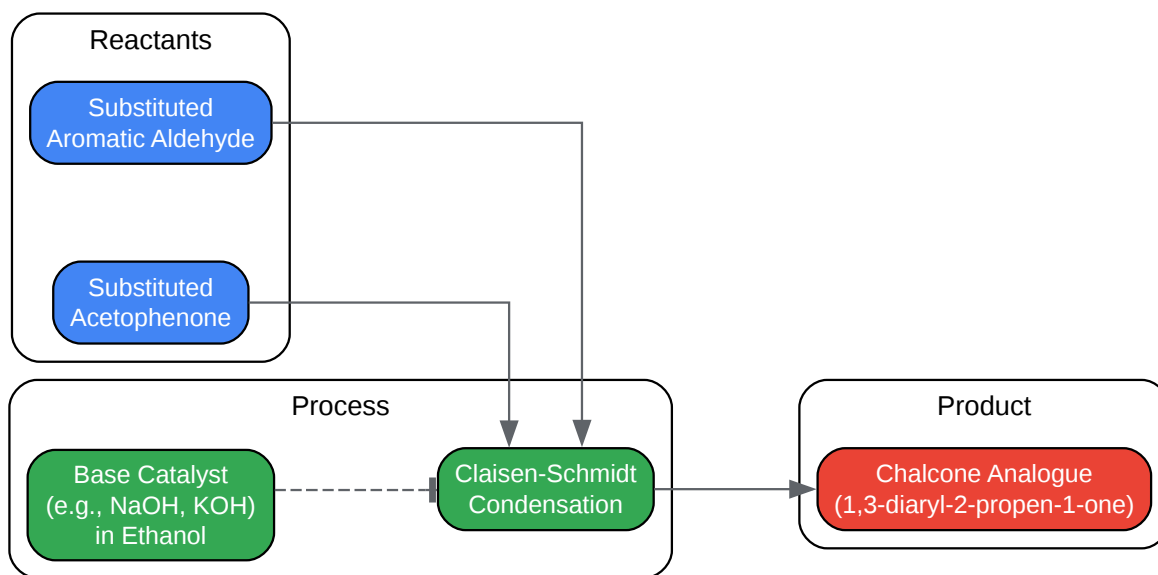 Reactants
Substituted
Aromatic Aldehyde
Substituted
Acetophenone
Process
Base Catalyst
(e.g., NaOH, KOH)
in Ethanol
Claisen-Schmidt
Condensation
Product
Chalcone Analogue
(1,3-diaryl-2-propen-1-one)